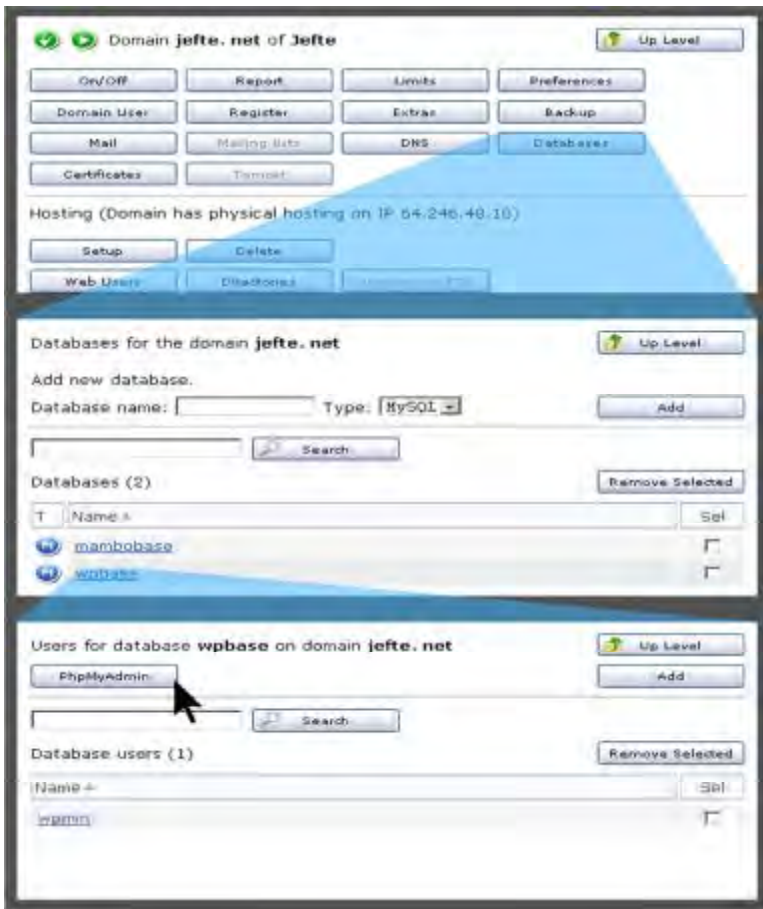 Domain jefte. net of Jefte
Up Level
On/Off Report Limits Preferences
Domain User Register Extras Backup
Mail Mailing lists DNS Databases
Certificates Tomcat
Hosting (Domain has physical hosting on IP 64.246.48.10)
Setup Delete
Web Users Directories
Databases for the domain jefte. net
Up Level
Add new database.
Database name: Type: MySQL Add
Search
Databases (2) Remove Selected
T Name Sel
mambobase
wpbase
Users for database wpbase on domain jefte. net
Up Level
PhpMyAdmin Add
Search
Database users (1) Remove Selected
Name Sel